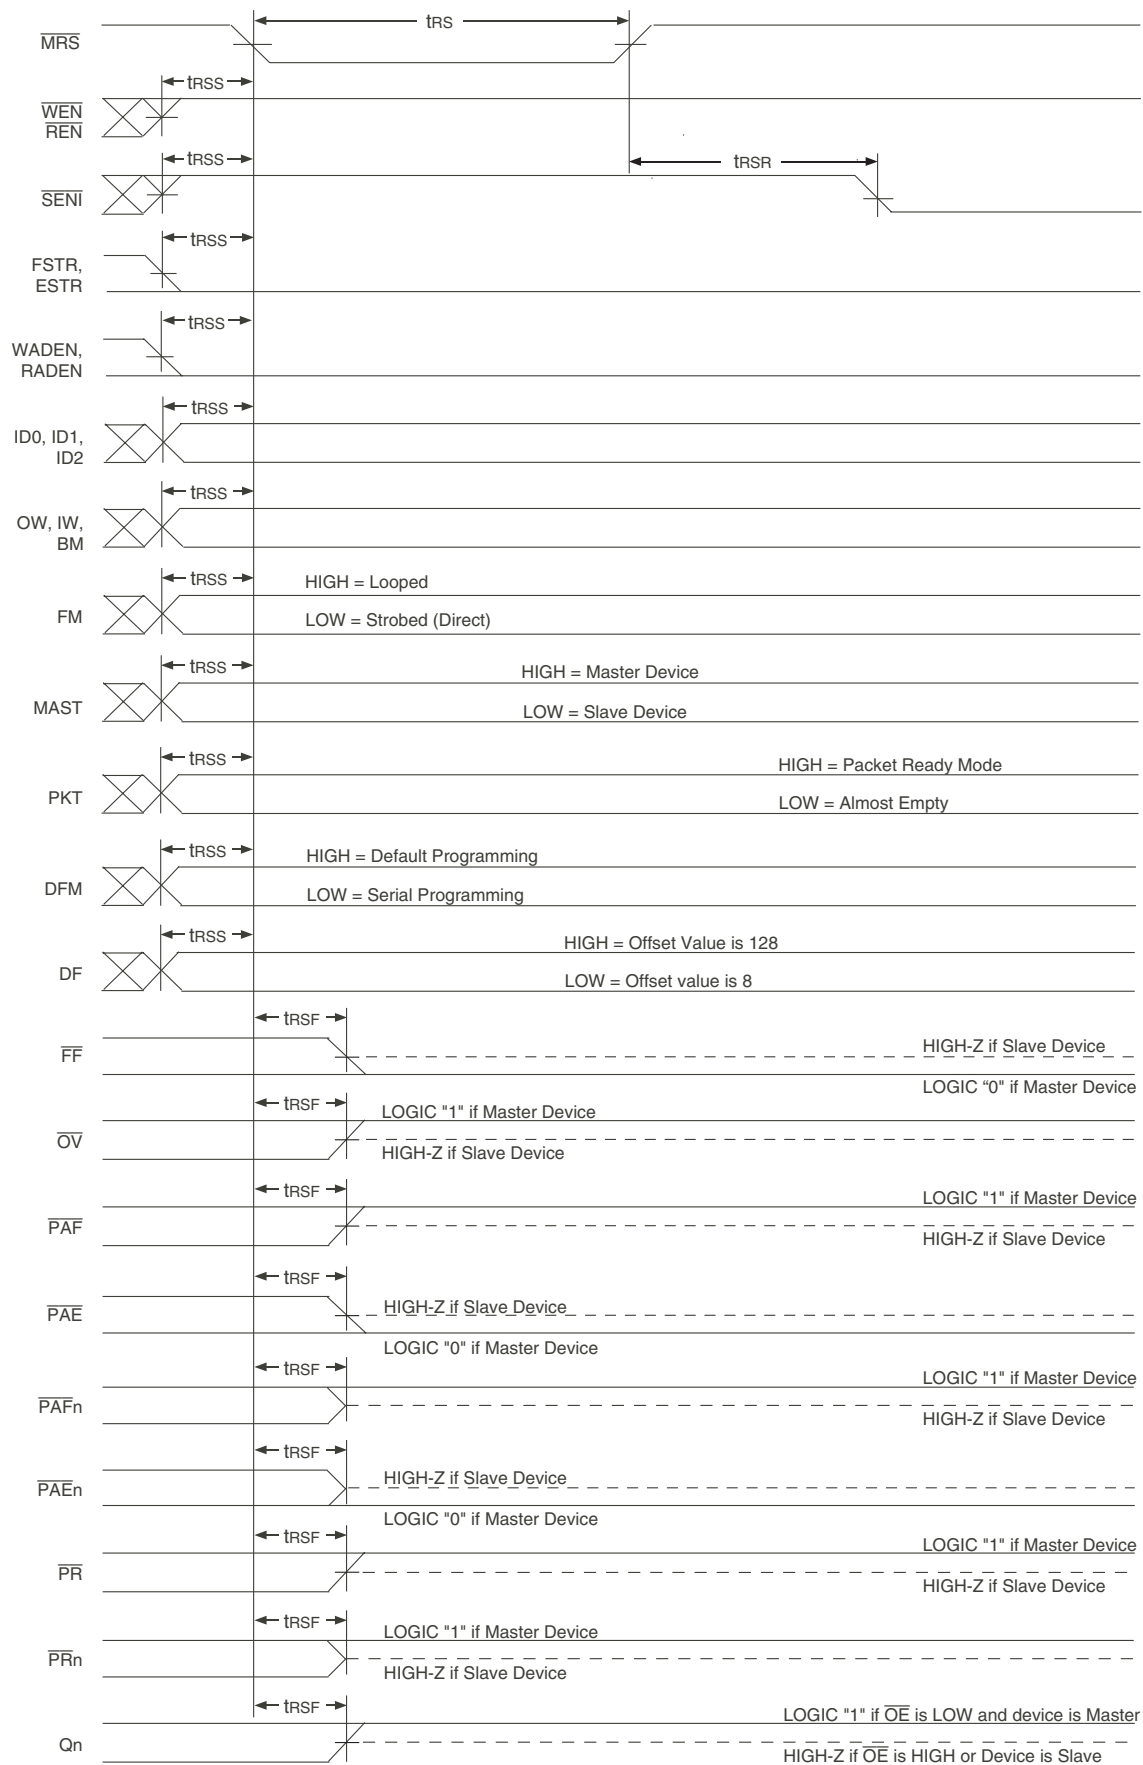 tRS
MRS
tRSS
WEN
REN
tRSS
tRSR
SENI
tRSS
FSTR,
ESTR
tRSS
WADEN,
RADEN
tRSS
ID0, ID1,
ID2
tRSS
OW, IW,
BM
tRSS
HIGH = Looped
FM
LOW = Strobed (Direct)
tRSS
HIGH = Master Device
MAST
LOW = Slave Device
tRSS
HIGH = Packet Ready Mode
PKT
LOW = Almost Empty
tRSS
HIGH = Default Programming
DFM
LOW = Serial Programming
tRSS
HIGH = Offset Value is 128
DF
LOW = Offset value is 8
tRSF
FF
HIGH-Z if Slave Device
LOGIC “0" if Master Device
tRSF
LOGIC "1" if Master Device
OV
HIGH-Z if Slave Device
tRSF
LOGIC "1" if Master Device
PAF
HIGH-Z if Slave Device
tRSF
HIGH-Z if Slave Device
PAE
LOGIC "0" if Master Device
tRSF
LOGIC "1" if Master Device
PAFn
HIGH-Z if Slave Device
tRSF
HIGH-Z if Slave Device
PAEn
LOGIC "0" if Master Device
tRSF
LOGIC "1" if Master Device
PR
HIGH-Z if Slave Device
tRSF
LOGIC "1" if Master Device
PRn
HIGH-Z if Slave Device
tRSF
LOGIC "1" if OE is LOW and device is Master
Qn
HIGH-Z if OE is HIGH or Device is Slave